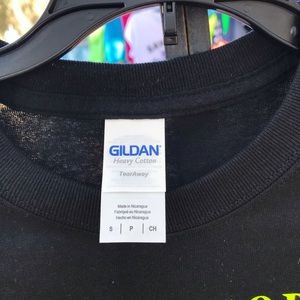 GILDAN
Heavy Cotton
TearAway
Made in Nicaragua
Fabriqué au Nicaragua
Hecho en Nicaragua
S P CH